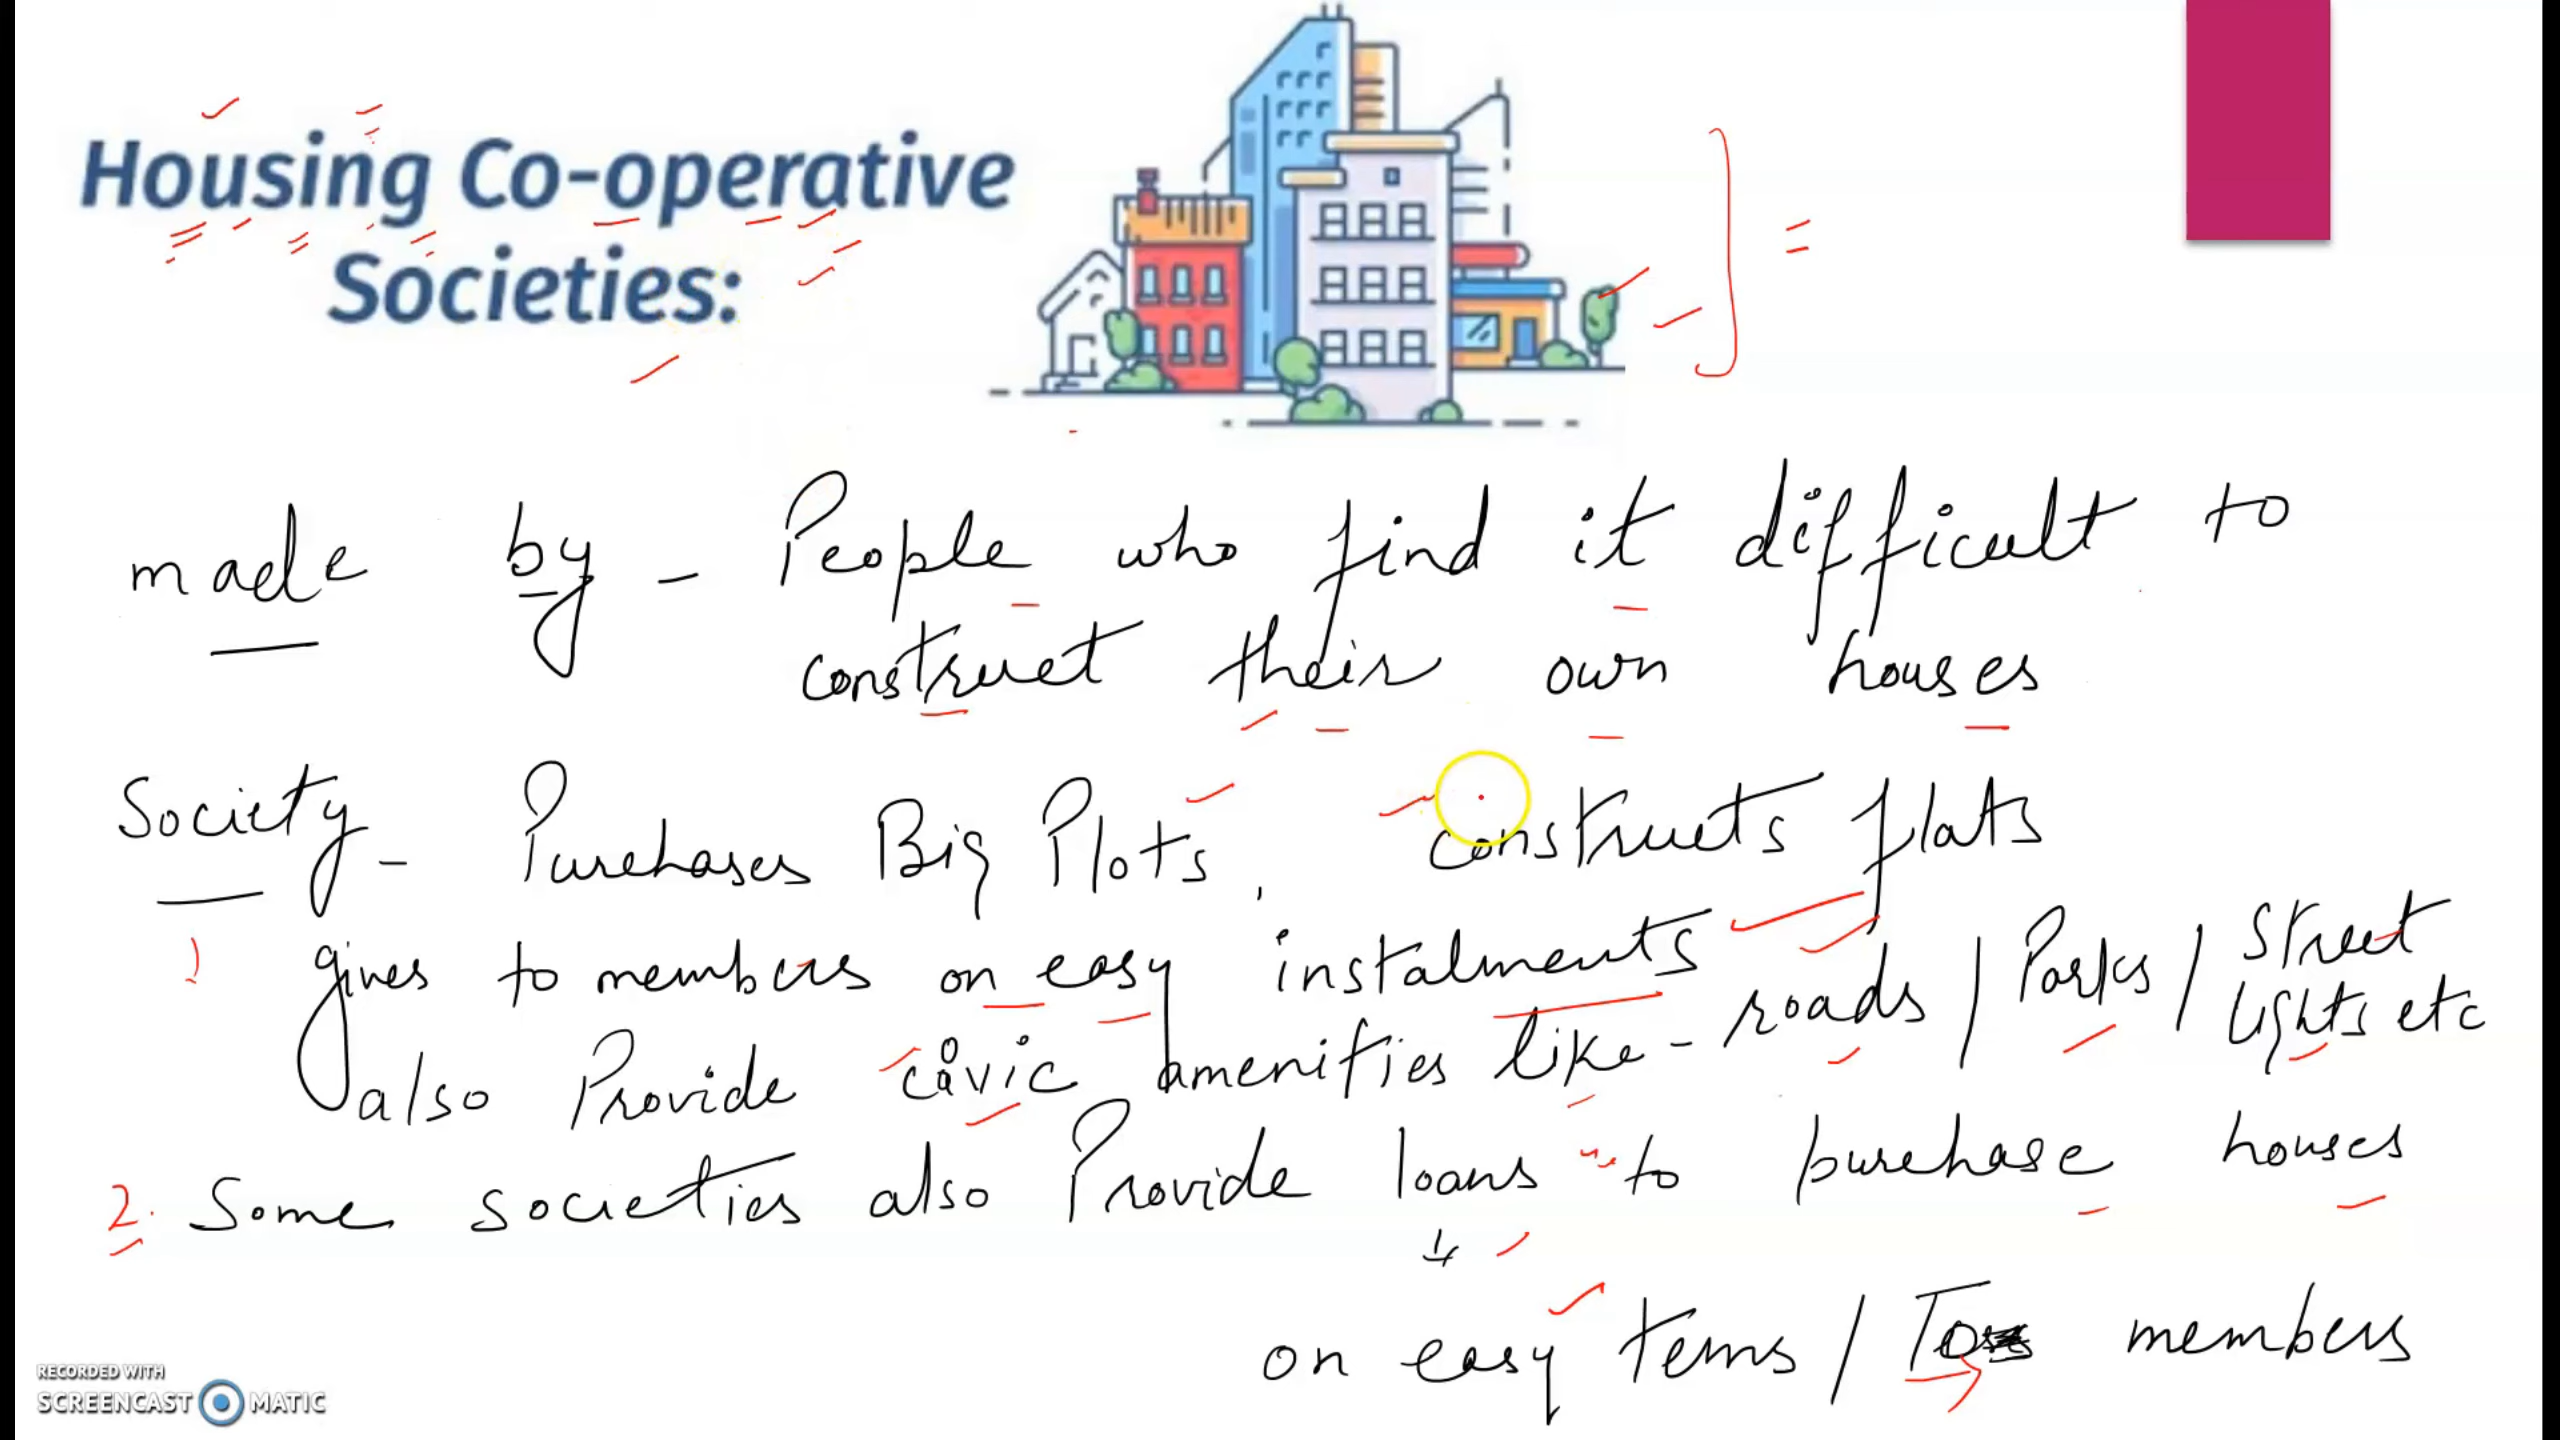 Housing Co-operative
Societies:
made by - People who find it difficult to
construct their own houses
Society - Purchases Big Plots, constructs flats
gives to members on easy instalments
also Provide civic amenities like - roads / Parks / Street
lights etc
2. Some societies also Provide loans to purchase houses
on easy tems / To members
RECORDED WITH
SCREENCAST MATIC